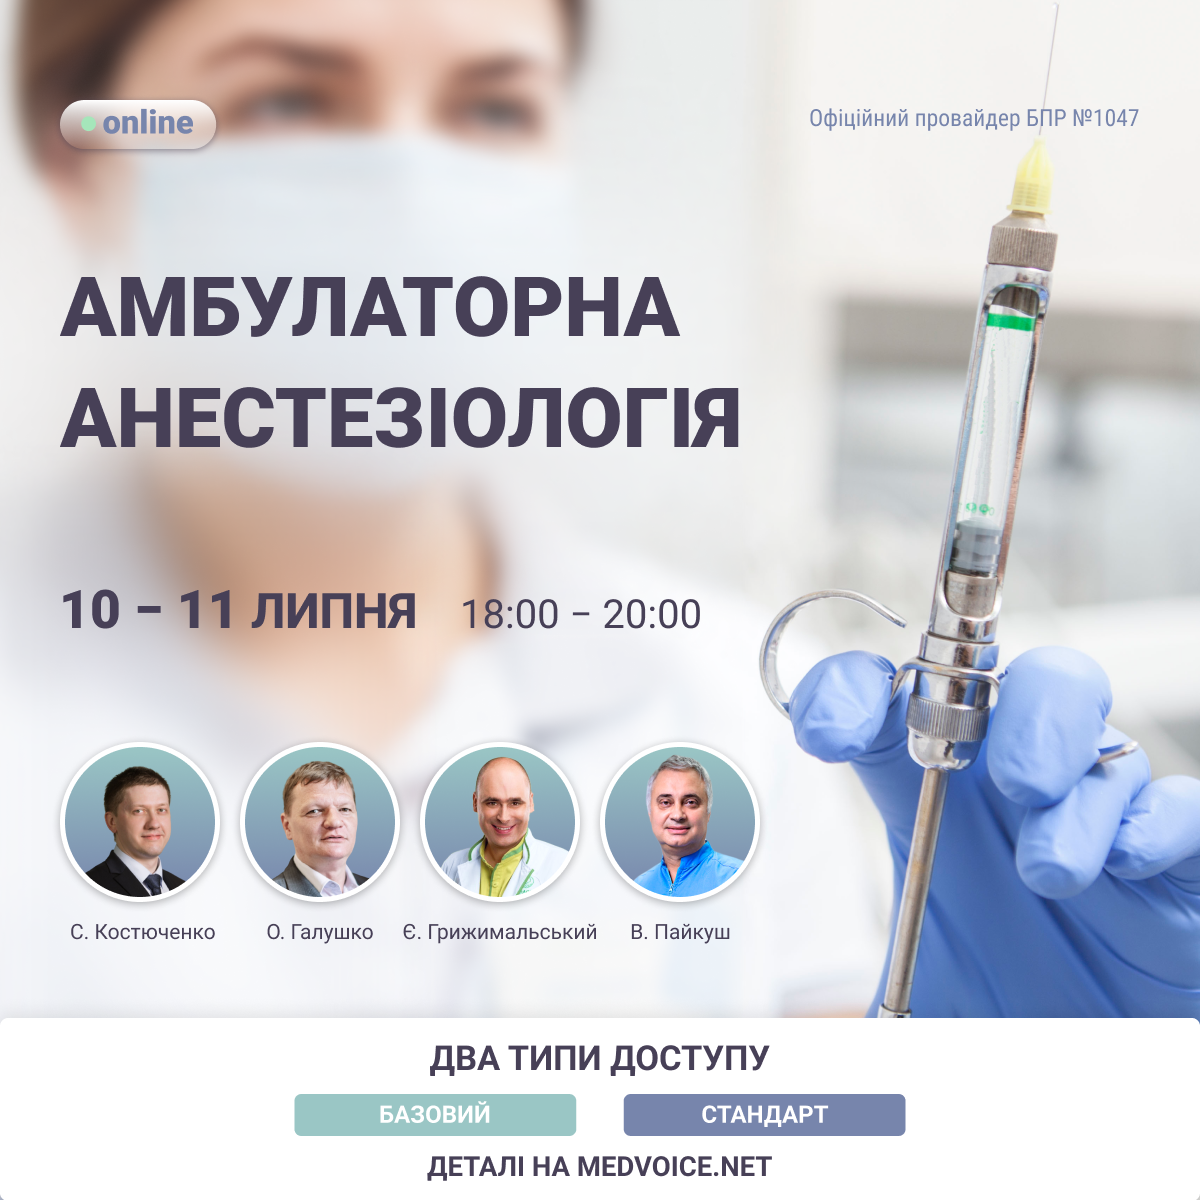 online
Офіційний провайдер БПР №1047
АМБУЛАТОРНА
АНЕСТЕЗІОЛОГІЯ
10 – 11 ЛИПНЯ 18:00 – 20:00
С. Костюченко О. Галушко Є. Грижимальський В. Пайкуш
ДВА ТИПИ ДОСТУПУ
БАЗОВИЙ СТАНДАРТ
ДЕТАЛІ НА MEDVOICE.NET